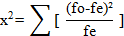 x²= ∑ [ (fo-fe)² / fe ]